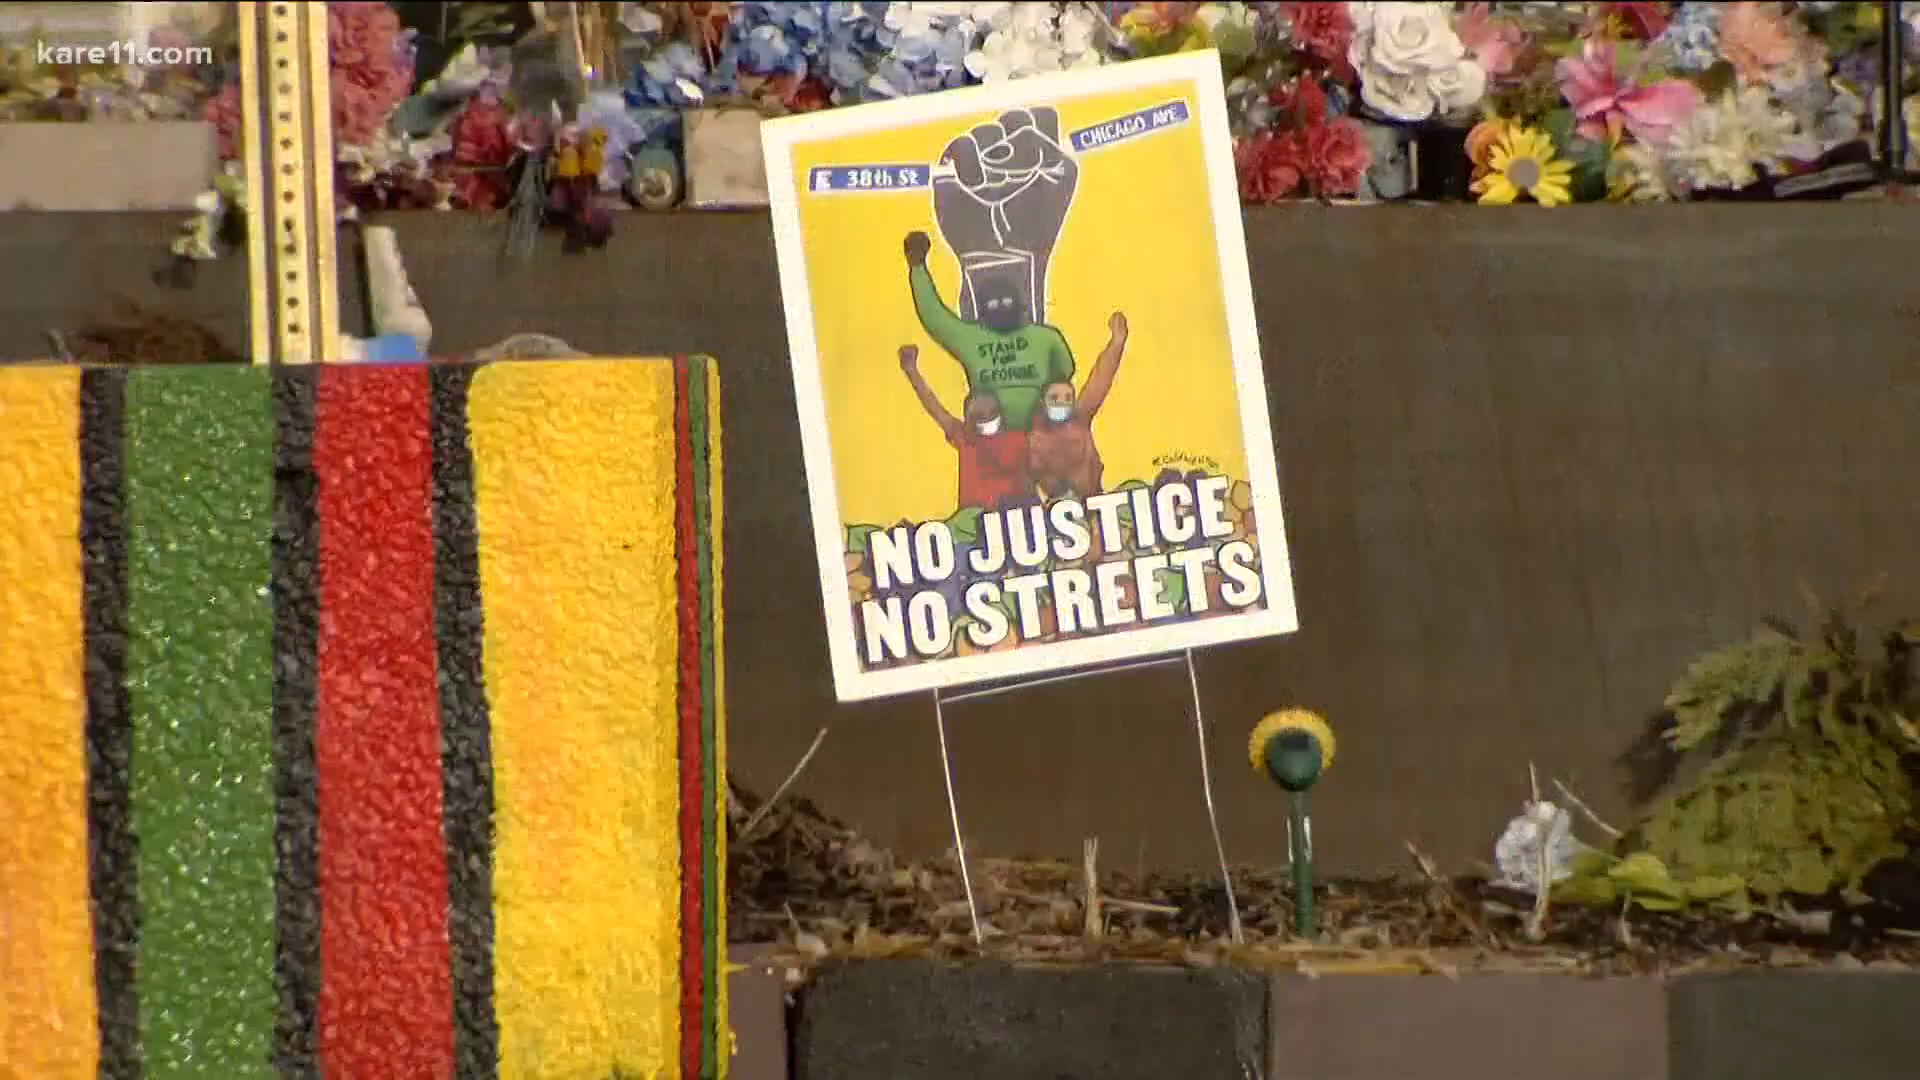 kare11.com
CHICAGO AVE
E 38th St
STAND
FOR
GEORGE
NO JUSTICE
NO STREETS